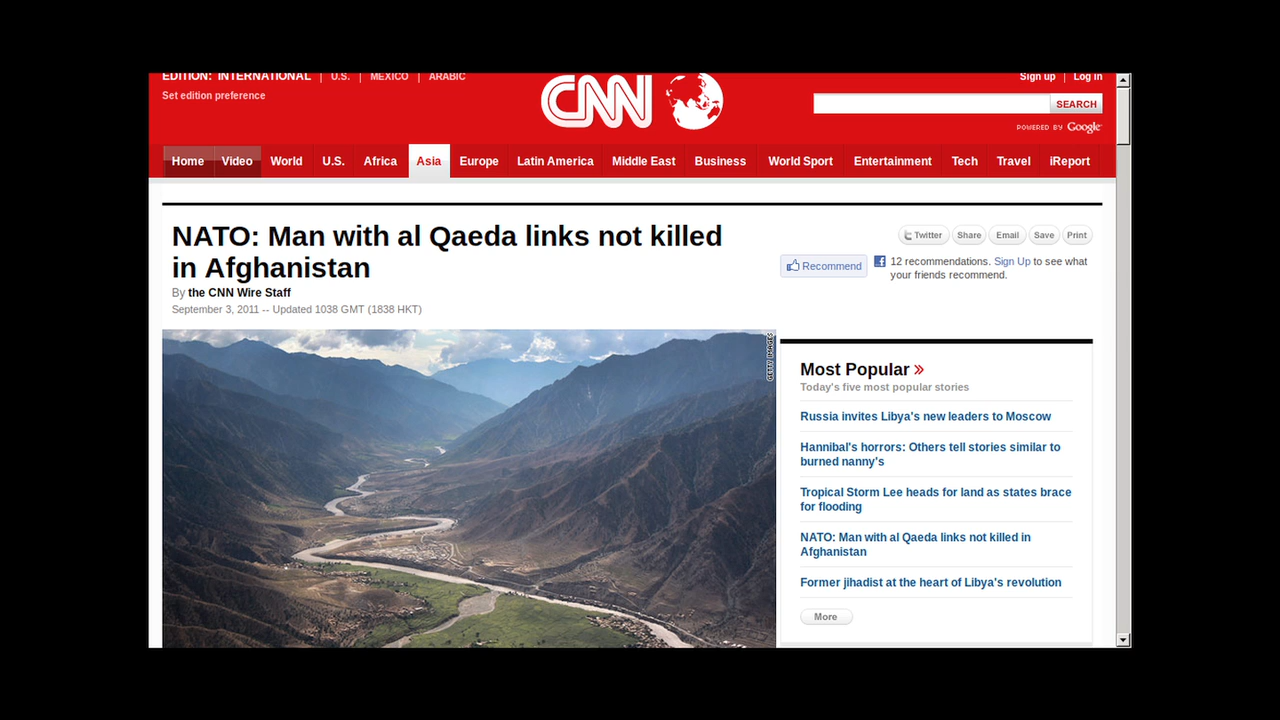 EDITION: INTERNATIONAL | U.S. | MEXICO | ARABIC
Set edition preference
CNN
Sign up | Log in
SEARCH
POWERED BY Google
Home Video World U.S. Africa Asia Europe Latin America Middle East Business World Sport Entertainment Tech Travel iReport
NATO: Man with al Qaeda links not killed
in Afghanistan
By the CNN Wire Staff
September 3, 2011 -- Updated 1038 GMT (1838 HKT)
Twitter Share Email Save Print
Recommend
12 recommendations. Sign Up to see what
your friends recommend.
GETTY IMAGES
Most Popular »
Today's five most popular stories
Russia invites Libya's new leaders to Moscow
Hannibal's horrors: Others tell stories similar to
burned nanny's
Tropical Storm Lee heads for land as states brace
for flooding
NATO: Man with al Qaeda links not killed in
Afghanistan
Former jihadist at the heart of Libya's revolution
More